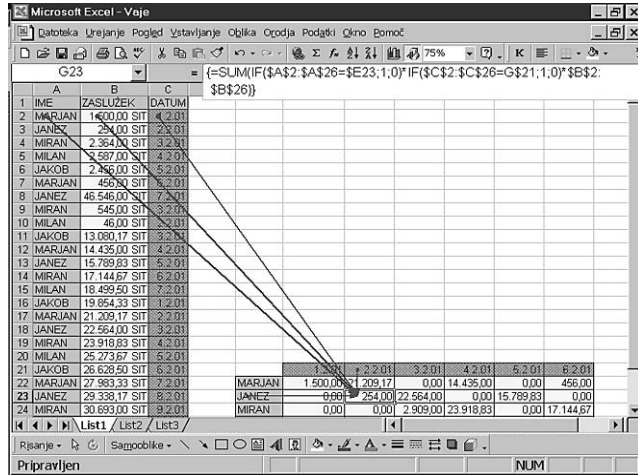 Microsoft Excel - Vaje
Datoteka Urejanje Pogled Vstavljanje Oblika Orodja Podatki Okno Pomoč
75%
G23 = {=SUM(IF($A$2:$A$26=$E23;1;0)*IF($C$2:$C$26=G$21;1;0)*$B$2:
$B$26)}
A B C
1 IME ZASLUŽEK DATUM
2 MARJAN 1.500,00 SIT 1.2.01
3 JANEZ 254,00 SIT 2.2.01
4 MIRAN 2.364,00 SIT 3.2.01
5 MILAN 2.587,00 SIT 4.2.01
6 JAKOB 2.456,00 SIT 5.2.01
7 MARJAN 456,00 SIT
8 JANEZ 46.546,00 SIT 7.2.01
9 MIRAN 545,00 SIT 3.2.01
10 MILAN 46,00 SIT
11 JAKOB 13.080,17 SIT
12 MARJAN 14.435,00 SIT 4.2.01
13 JANEZ 15.789,83 SIT 5.2.01
14 MIRAN 17.144,67 SIT 6.2.01
15 MILAN 18.499,50 SIT 7.2.01
16 JAKOB 19.854,33 SIT 1.2.01
17 MARJAN 21.209,17 SIT 2.2.01
18 JANEZ 22.564,00 SIT 3.2.01
19 MIRAN 23.918,83 SIT 4.2.01
20 MILAN 25.273,67 SIT 5.2.01
21 JAKOB 26.628,50 SIT 6.2.01 1.2.01 2.2.01 3.2.01 4.2.01 5.2.01 6.2.01
22 MARJAN 27.983,33 SIT 7.2.01 MARJAN 1.500,00 21.209,17 0,00 14.435,00 0,00 456,00
23 JANEZ 29.338,17 SIT 8.2.01 JANEZ 0,00 254,00 22.564,00 0,00 15.789,83 0,00
24 MIRAN 30.693,00 SIT 9.2.01 MIRAN 0,00 0,00 2.909,00 23.918,83 0,00 17.144,67
List1 List2 List3
Risanje Samooblike
Pripravljen NUM